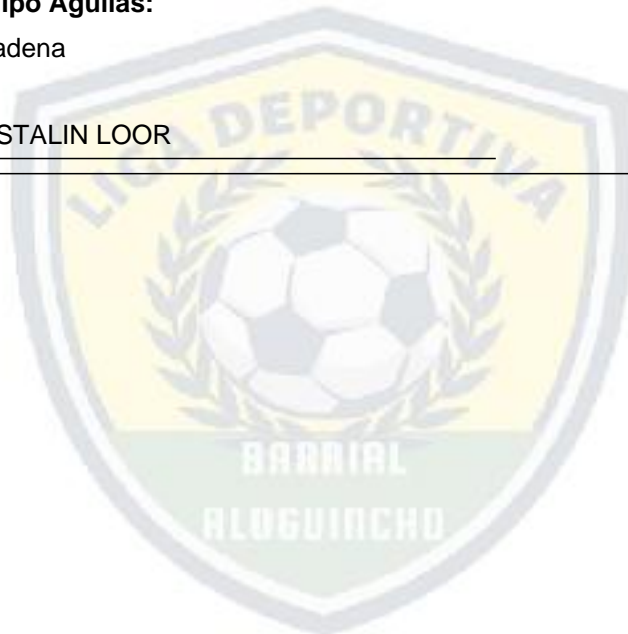 ipo Aguilas:
adena
STALIN LOOR
LIGA DEPORTIVA
BARRIAL
ALUGUINCHO